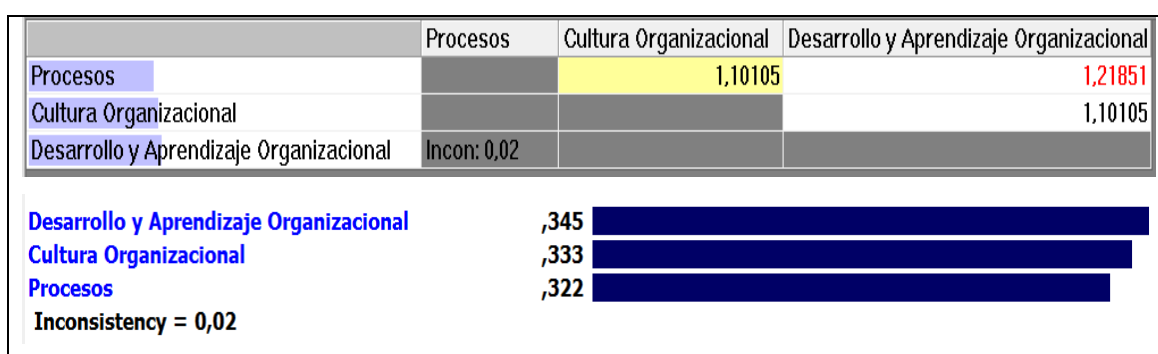 Procesos Cultura Organizacional Desarrollo y Aprendizaje Organizacional
Procesos 1,10105 1,21851
Cultura Organizacional 1,10105
Desarrollo y Aprendizaje Organizacional Incon: 0,02
Desarrollo y Aprendizaje Organizacional ,345
Cultura Organizacional ,333
Procesos ,322
Inconsistency = 0,02